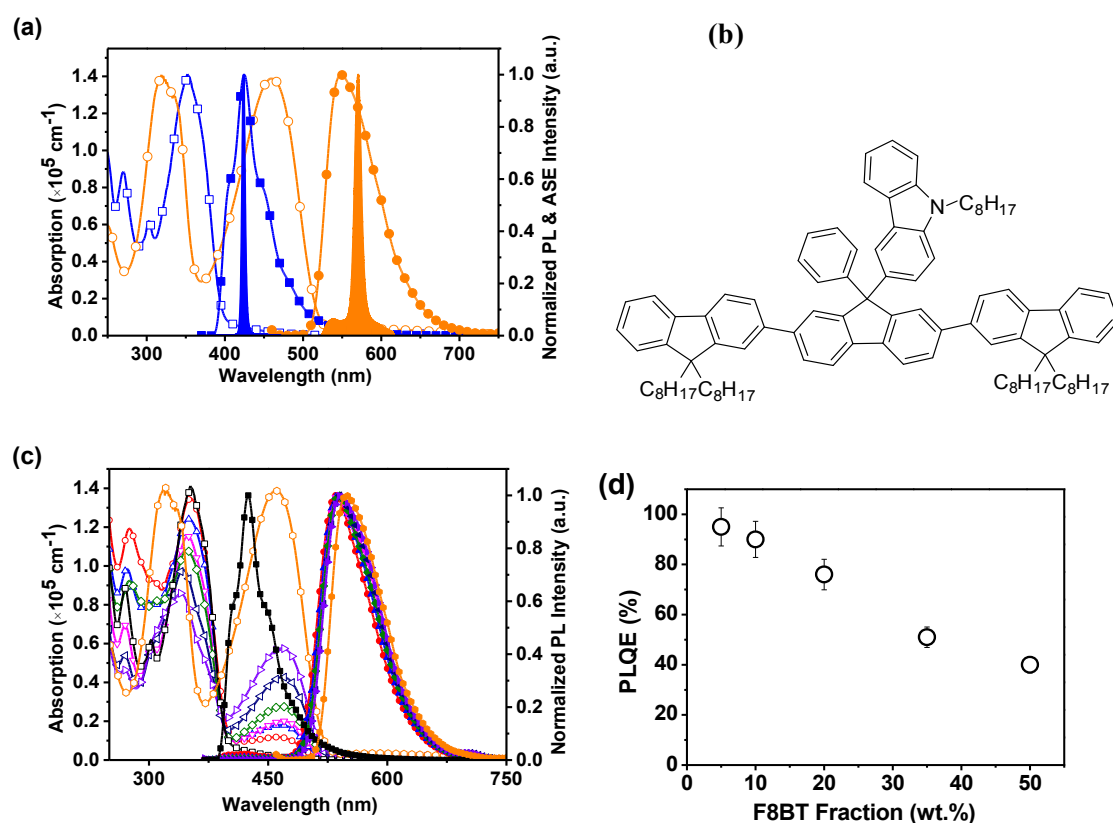 (a)
Absorption (×10⁵ cm⁻¹)
1.4
1.2
1.0
0.8
0.6
0.4
0.2
0.0
300 450 600 700
Wavelength (nm)
1.0
0.8
0.6
0.4
0.2
0.0
Normalized PL & ASE Intensity (a.u.)
(b)
N
C₈H₁₇
C₈H₁₇C₈H₁₇
C₈H₁₇C₈H₁₇
(c)
Absorption (×10⁵ cm⁻¹)
1.4
1.2
1.0
0.8
0.6
0.4
0.2
0.0
300 450 600 750
Wavelength (nm)
1.0
0.8
0.6
0.4
0.2
0.0
Normalized PL Intensity (a.u.)
(d)
PLQE (%)
100
80
60
40
20
0
0 10 20 30 40 50
F8BT Fraction (wt.%)